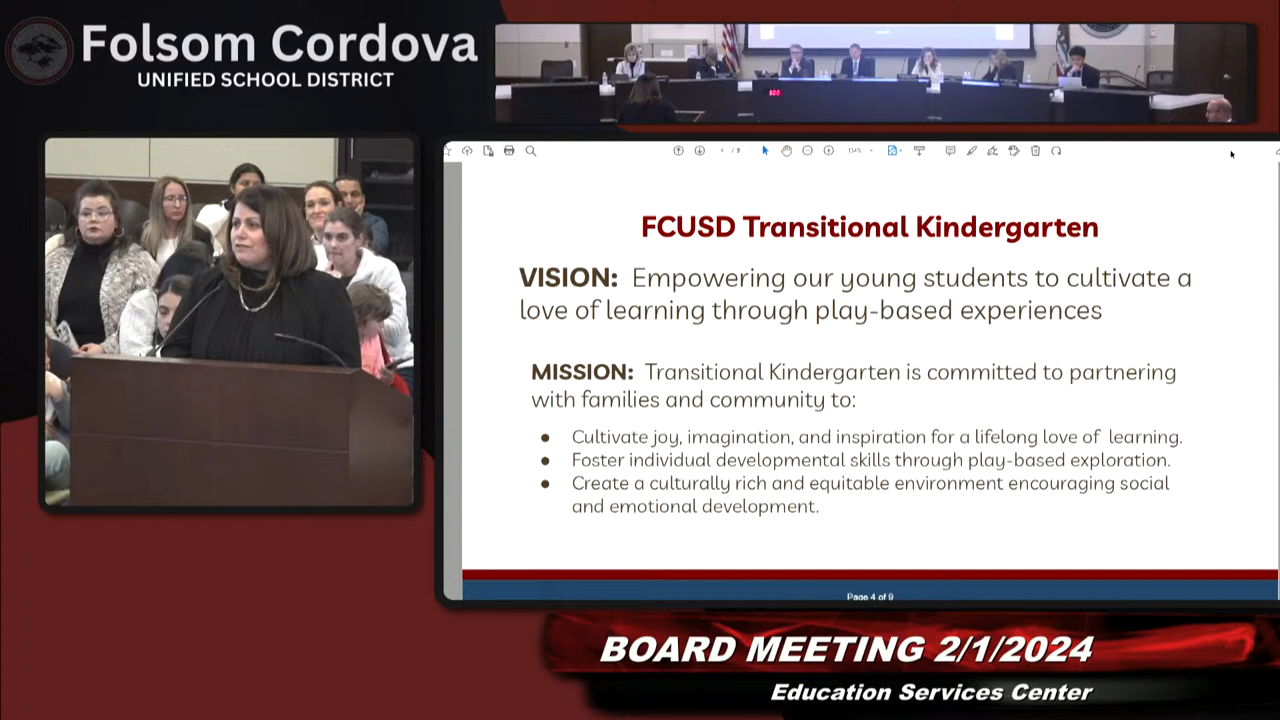 Folsom Cordova
UNIFIED SCHOOL DISTRICT
FCUSD Transitional Kindergarten
VISION: Empowering our young students to cultivate a
love of learning through play-based experiences
MISSION: Transitional Kindergarten is committed to partnering
with families and community to:
● Cultivate joy, imagination, and inspiration for a lifelong love of learning.
● Foster individual developmental skills through play-based exploration.
● Create a culturally rich and equitable environment encouraging social
and emotional development.
Page 4 of 9
BOARD MEETING 2/1/2024
Education Services Center